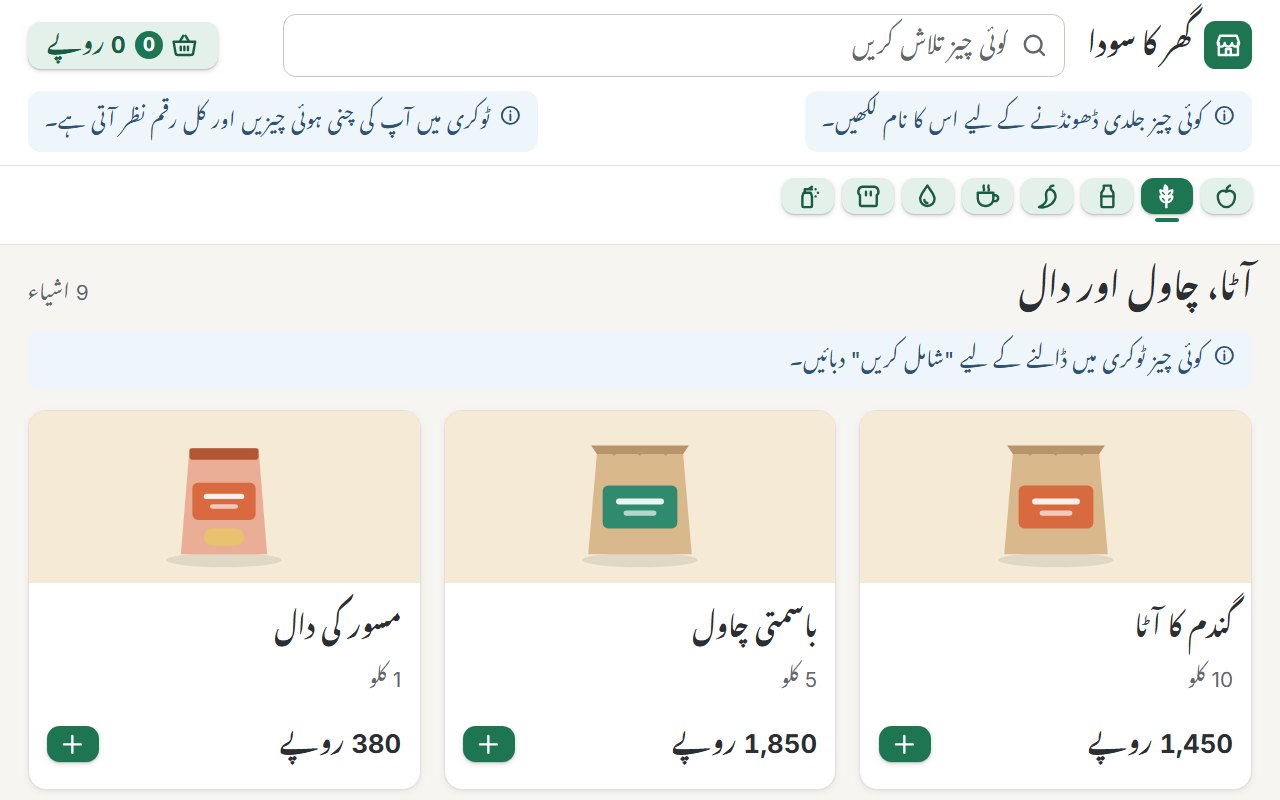 گھر کا سودا
کوئی چیز تلاش کریں
0 0 روپے
کوئی چیز جلدی ڈھونڈنے کے لیے اس کا نام لکھیں۔
ٹوکری میں آپ کی چنی ہوئی چیزیں اور کل رقم نظر آتی ہے۔
آٹا، چاول اور دال
9 اشیاء
کوئی چیز ٹوکری میں ڈالنے کے لیے "شامل کریں" دبائیں۔
گندم کا آٹا
10 کلو
1,450 روپے
باسمتی چاول
5 کلو
1,850 روپے
مسور کی دال
1 کلو
380 روپے